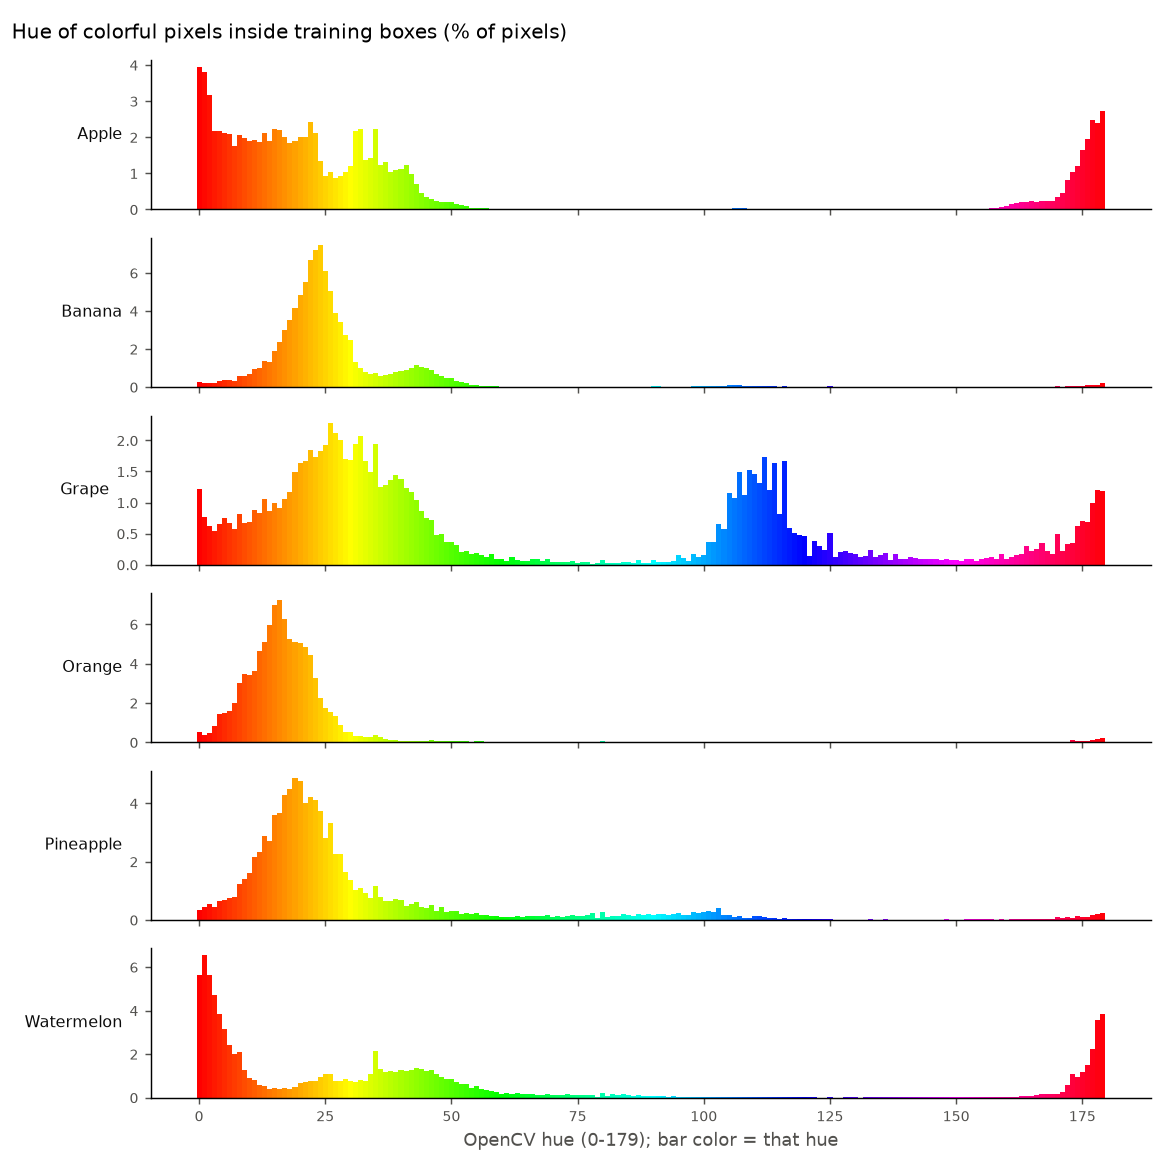 Hue of colorful pixels inside training boxes (% of pixels)
4
3
Apple
2
1
0
6
Banana
4
2
0
2.0
1.5
Grape
1.0
0.5
0.0
6
Orange
4
2
0
4
Pineapple
2
0
6
4
Watermelon
2
0
0 25 50 75 100 125 150 175
OpenCV hue (0-179); bar color = that hue